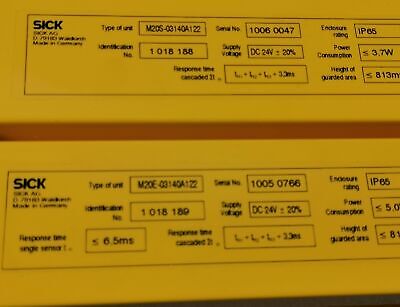 SICK
SICK AG
D 79183 Waldkirch
Made in Germany
Type of unit M20S-03140A122 Serial No. 1006 0047 Enclosure rating IP65
Identification No. 1 018 188 Supply Voltage DC 24V ± 20% Power Consumption ≤ 3,7W
Response time cascaded Height of guarded area ≤ 813m
SICK
SICK AG
D 79183 Waldkirch
Made in Germany
Type of unit M20E-03140A122 Serial No. 1005 0766 Enclosure rating IP65
Identification No. 1 018 189 Supply Voltage DC 24V ± 20% Power Consumption ≤ 5,0
Response time single sensor ≤ 6.5ms Response time cascaded Height of guarded area ≤ 81